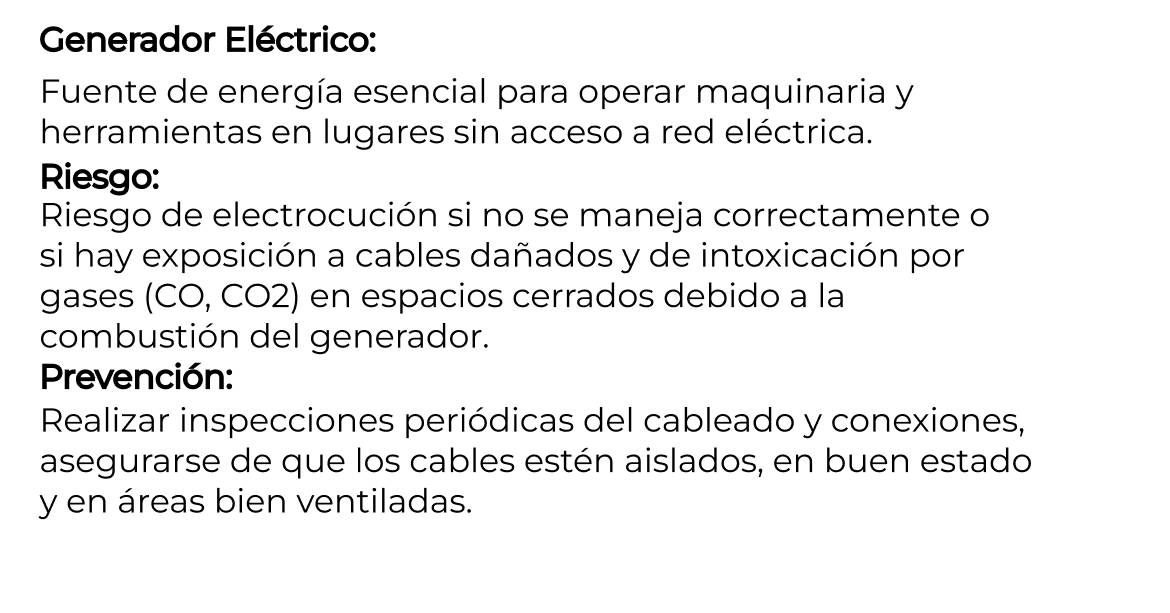 Generador Eléctrico:
Fuente de energía esencial para operar maquinaria y
herramientas en lugares sin acceso a red eléctrica.
Riesgo:
Riesgo de electrocución si no se maneja correctamente o
si hay exposición a cables dañados y de intoxicación por
gases (CO, CO2) en espacios cerrados debido a la
combustión del generador.
Prevención:
Realizar inspecciones periódicas del cableado y conexiones,
asegurarse de que los cables estén aislados, en buen estado
y en áreas bien ventiladas.